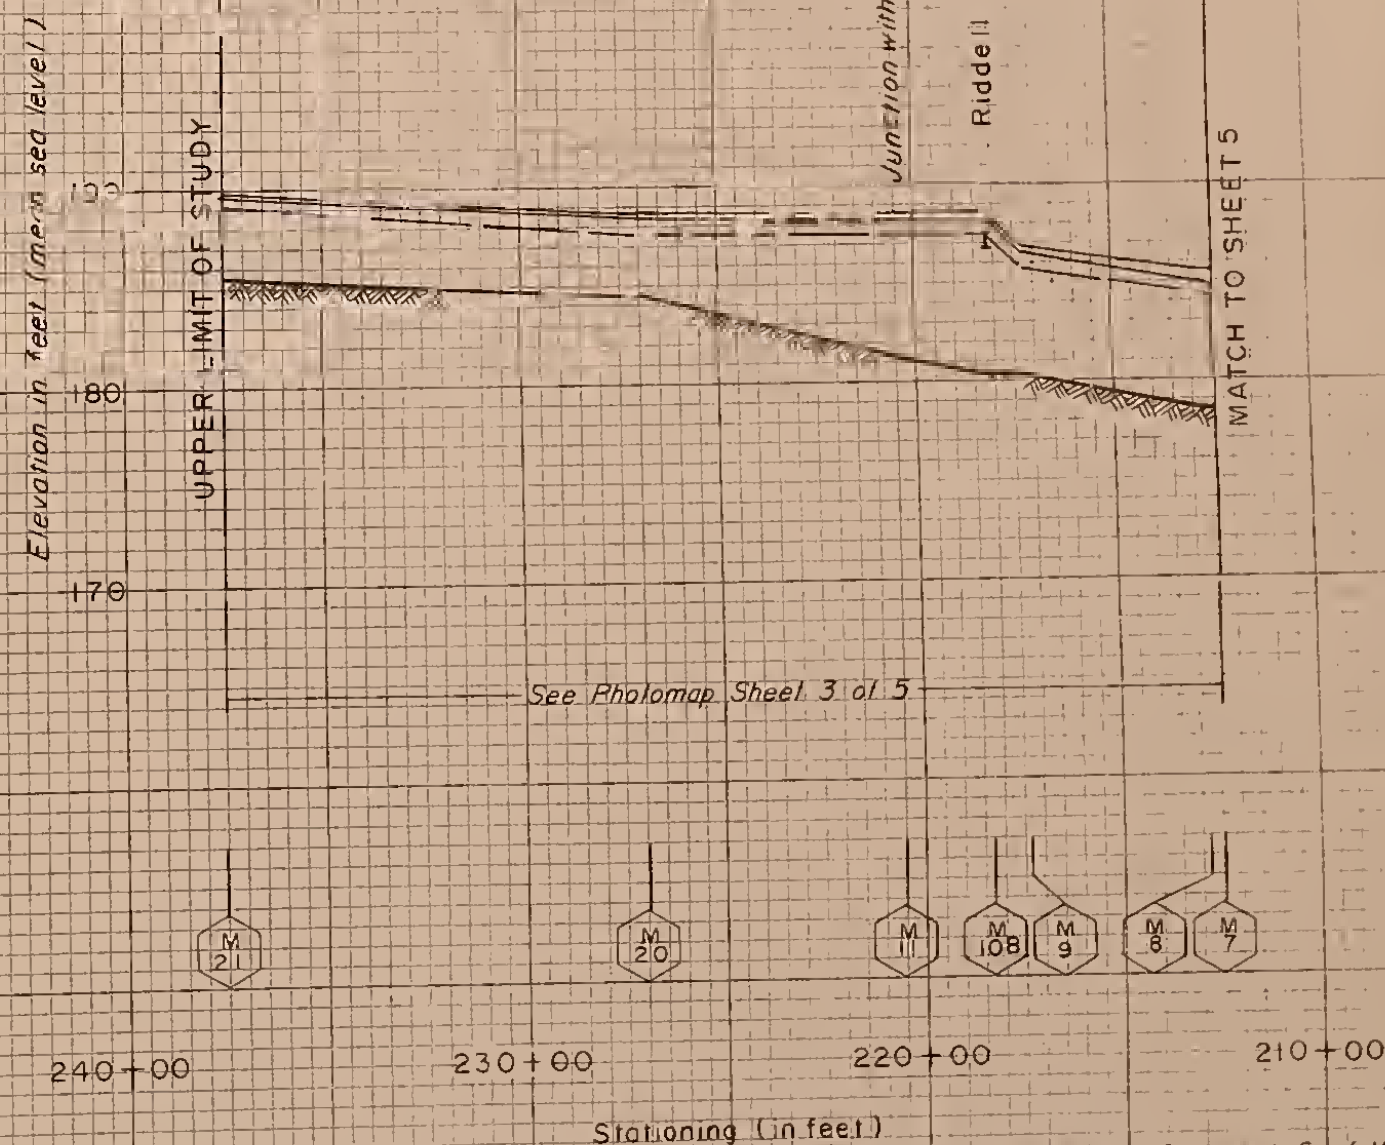 Elevation in feet (mean sea level)
UPPER LIMIT OF STUDY
Junction with
Riddell
MATCH TO SHEET 5
190
180
170
See Photomap Sheet 3 of 5
M 21
M 20
M 11
M 10B
M 9
M 8
M 7
240+00
230+00
220+00
210+00
Stationing (in feet)